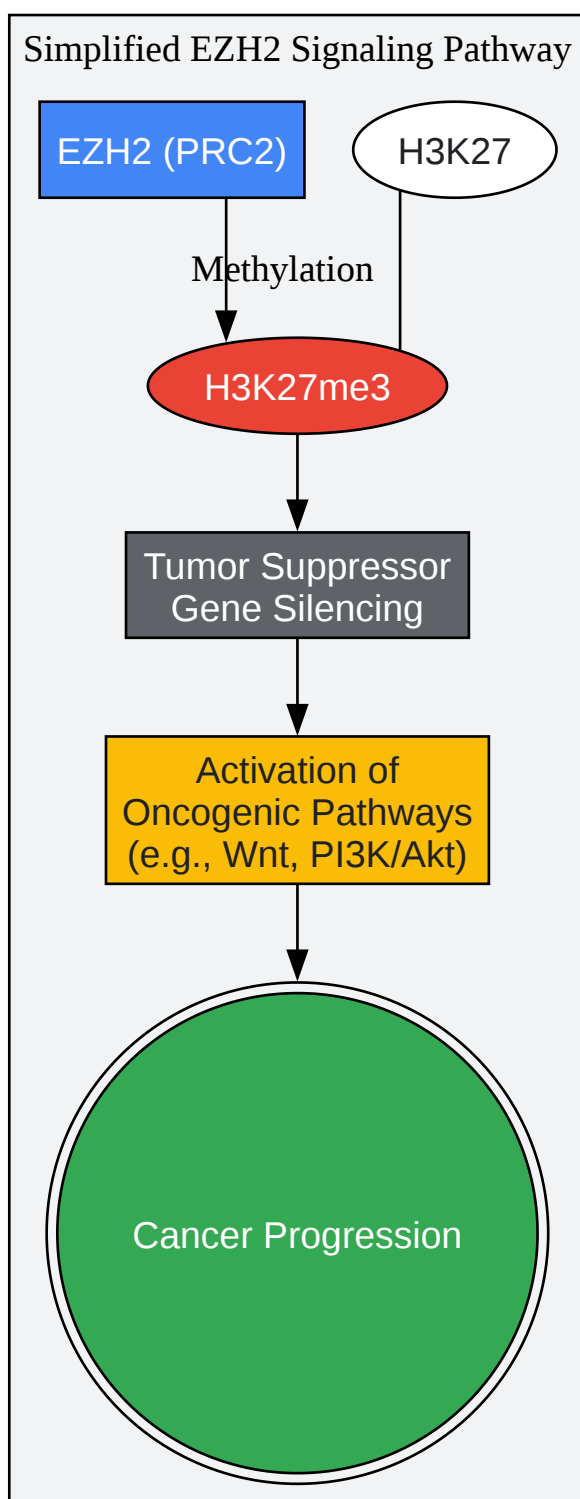 Simplified EZH2 Signaling Pathway
EZH2 (PRC2)
H3K27
Methylation
H3K27me3
Tumor Suppressor
Gene Silencing
Activation of
Oncogenic Pathways
(e.g., Wnt, PI3K/Akt)
Cancer Progression